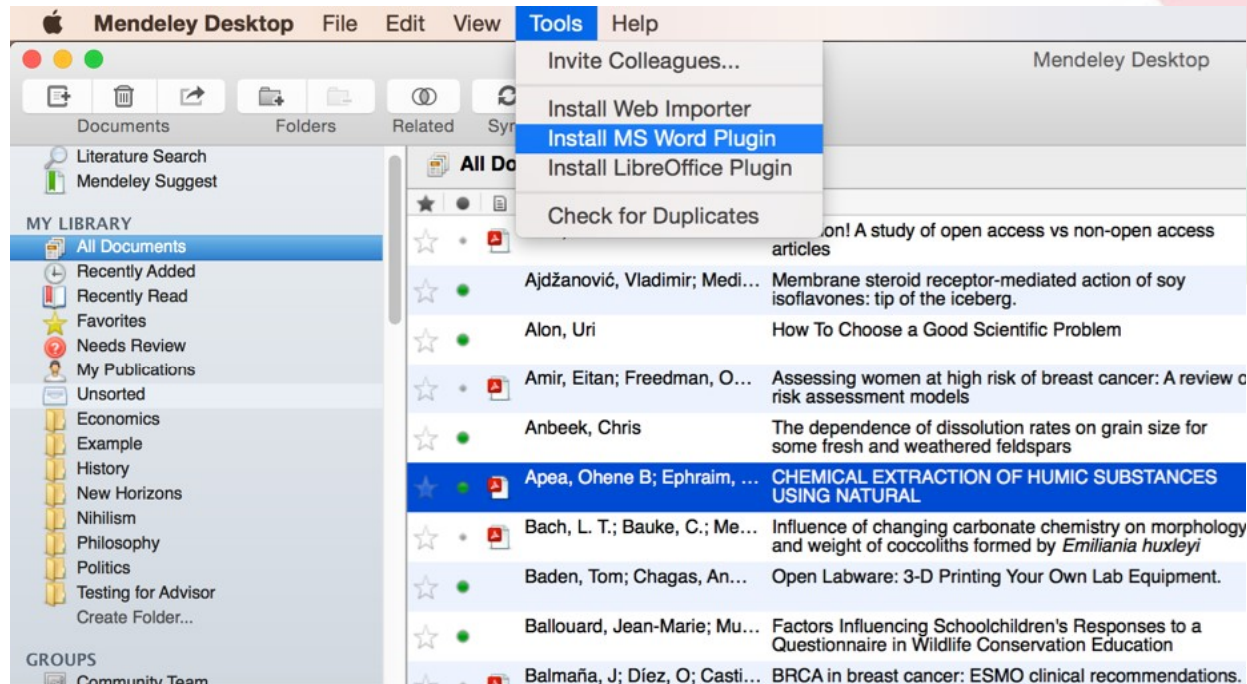 Mendeley Desktop File Edit View Tools Help
Mendeley Desktop
Invite Colleagues...
Install Web Importer
Install MS Word Plugin
Install LibreOffice Plugin
Check for Duplicates
Documents Folders Related
Literature Search
Mendeley Suggest
MY LIBRARY
All Documents
Recently Added
Recently Read
Favorites
Needs Review
My Publications
Unsorted
Economics
Example
History
New Horizons
Nihilism
Philosophy
Politics
Testing for Advisor
Create Folder...
GROUPS
Community Team
All
A study of open access vs non-open access
articles
Ajdžanović, Vladimir; Medi... Membrane steroid receptor-mediated action of soy
isoflavones: tip of the iceberg.
Alon, Uri How To Choose a Good Scientific Problem
Amir, Eitan; Freedman, O... Assessing women at high risk of breast cancer: A review
risk assessment models
Anbeek, Chris The dependence of dissolution rates on grain size for
some fresh and weathered feldspars
Apea, Ohene B; Ephraim, ... CHEMICAL EXTRACTION OF HUMIC SUBSTANCES
USING NATURAL
Bach, L. T.; Bauke, C.; Me... Influence of changing carbonate chemistry on morphology
and weight of coccoliths formed by Emiliania huxleyi
Baden, Tom; Chagas, An... Open Labware: 3-D Printing Your Own Lab Equipment.
Ballouard, Jean-Marie; Mu... Factors Influencing Schoolchildren's Responses to a
Questionnaire in Wildlife Conservation Education
Balmaña, J; Díez, O; Casti... BRCA in breast cancer: ESMO clinical recommendations.